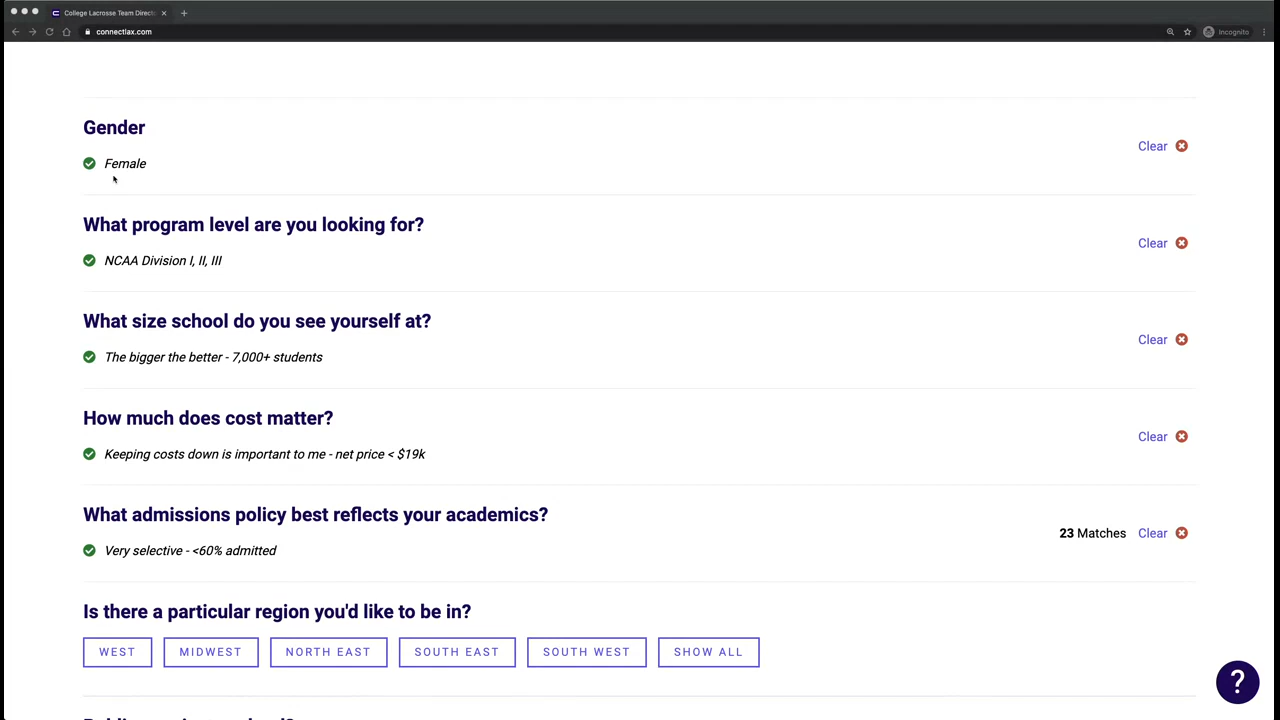 College Lacrosse Team Direct
connectlax.com
Incognito
Gender
Female
Clear
What program level are you looking for?
NCAA Division I, II, III
Clear
What size school do you see yourself at?
The bigger the better - 7,000+ students
Clear
How much does cost matter?
Keeping costs down is important to me - net price < $19k
Clear
What admissions policy best reflects your academics?
Very selective - <60% admitted
23 Matches Clear
Is there a particular region you'd like to be in?
WEST MIDWEST NORTH EAST SOUTH EAST SOUTH WEST SHOW ALL
?